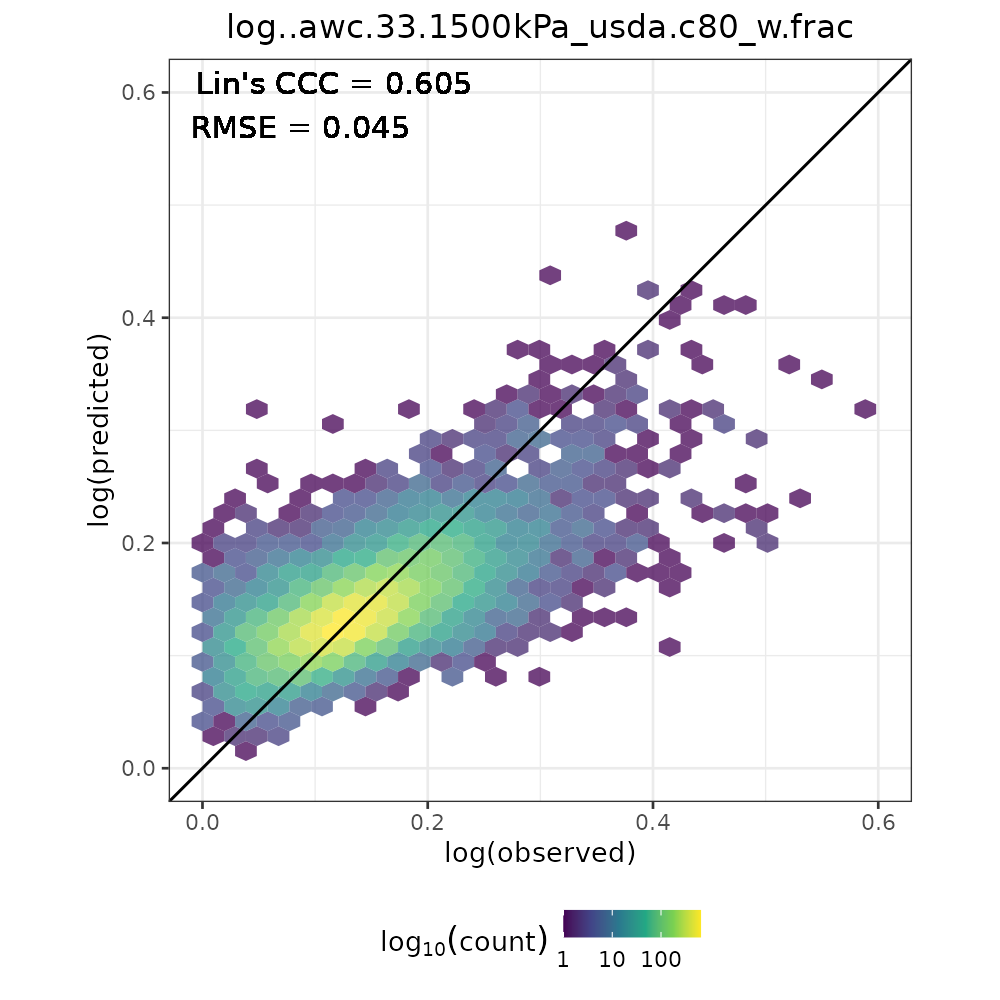 log..awc.33.1500kPa_usda.c80_w.frac
Lin's CCC = 0.605
RMSE = 0.045
0.6
0.4
0.2
0.0
log(predicted)
0.0 0.2 0.4 0.6
log(observed)
log10(count)
1 10 100